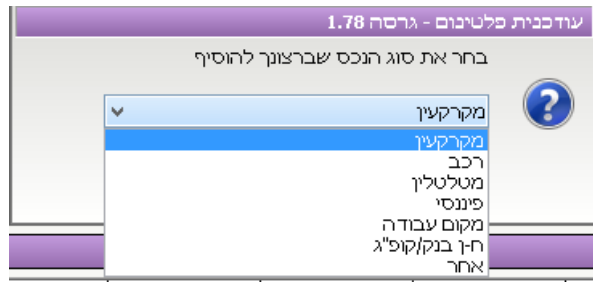 עודכנית פלטינום - גרסה 1.78
בחר את סוג הנכס שברצונך להוסיף
מקרקעין
מקרקעין
רכב
מטלטלין
פיננסי
מקום עבודה
ח-ן בנק/קופ"ג
אחר